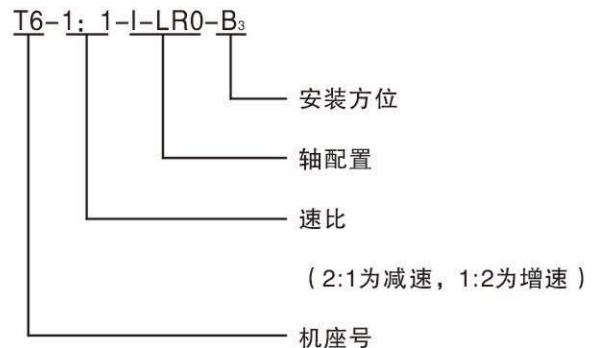 T6-1：1-I-LR0-B₃
安装方位
轴配置
速比
（2:1为减速，1:2为增速）
机座号